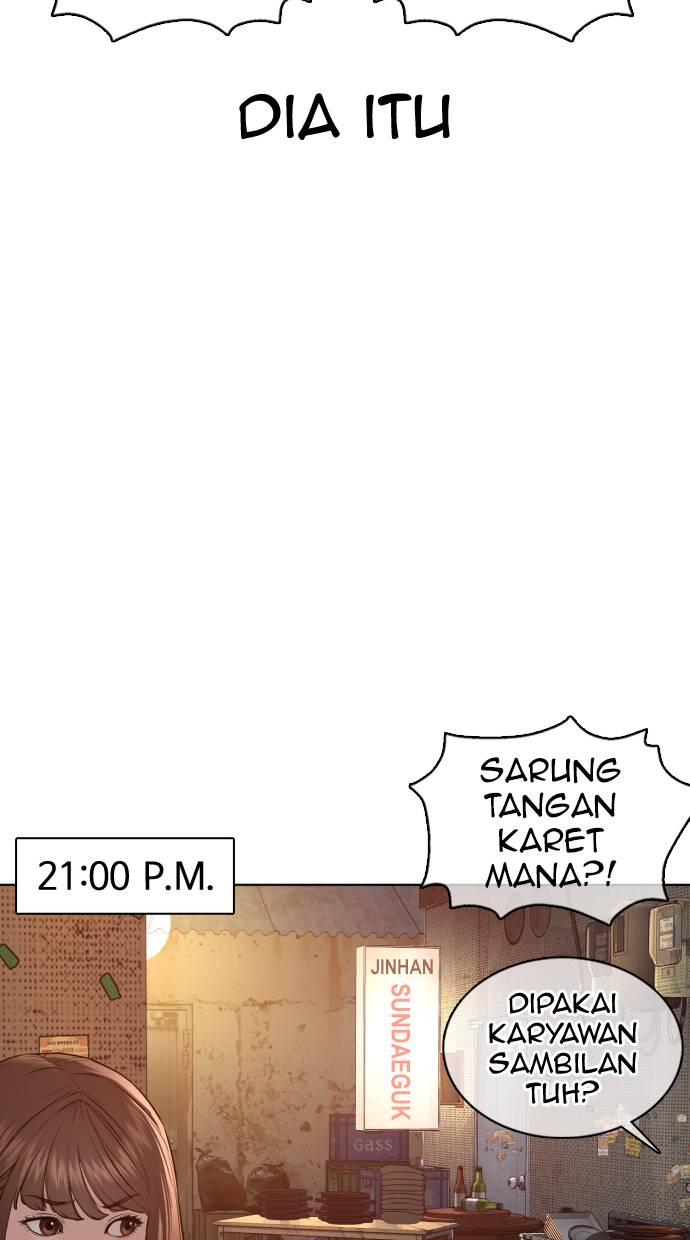 DIA ITU
SARUNG
TANGAN
KARET
MANA?!
21:00 P.M.
JINHAN
SUNDAEGUK
DIPAKAI
KARYAWAN
SAMBILAN
TUH?
Gass